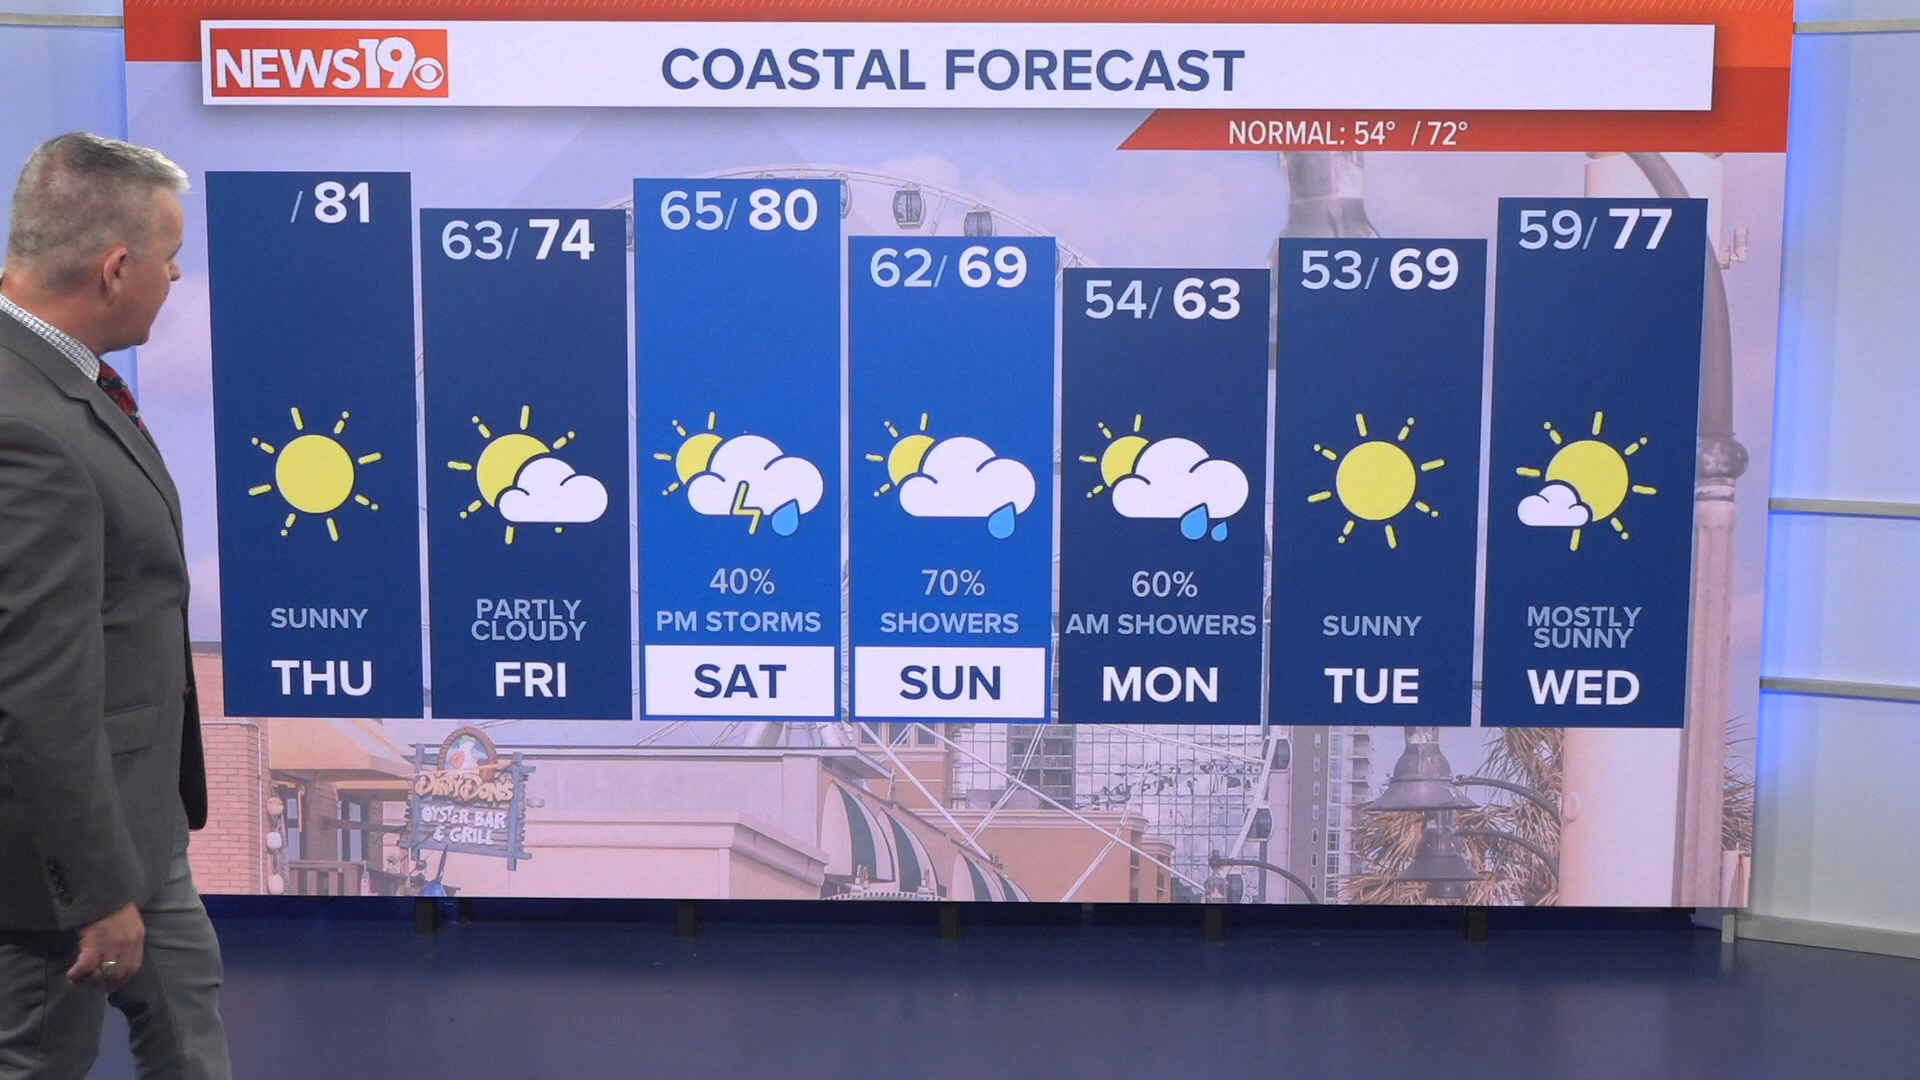 NEWS19
COASTAL FORECAST
NORMAL: 54° / 72°
/ 81
SUNNY
THU
63/ 74
PARTLY
CLOUDY
FRI
65/ 80
40%
PM STORMS
SAT
62/ 69
70%
SHOWERS
SUN
54/ 63
60%
AM SHOWERS
MON
53/ 69
SUNNY
TUE
59/ 77
MOSTLY
SUNNY
WED
Dirty Don's
OYSTER BAR
& GRILL